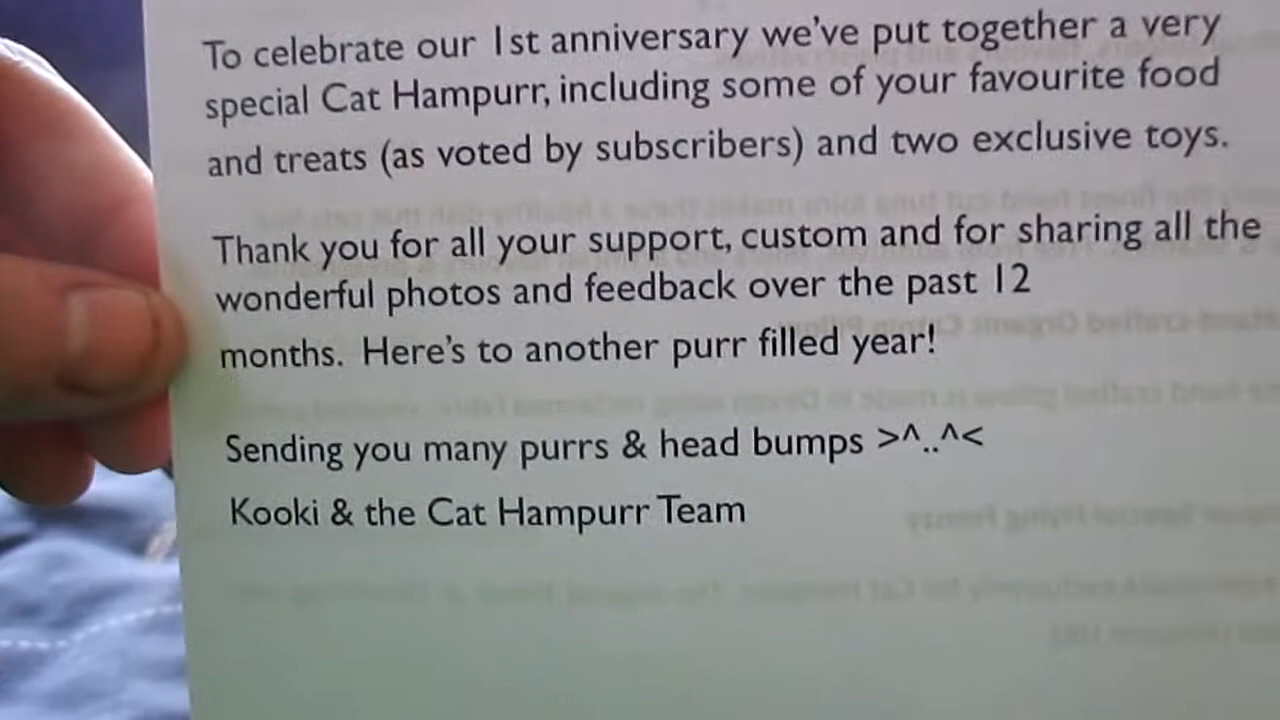 To celebrate our 1st anniversary we've put together a very
special Cat Hampurr, including some of your favourite food
and treats (as voted by subscribers) and two exclusive toys.
Thank you for all your support, custom and for sharing all the
wonderful photos and feedback over the past 12
months. Here's to another purr filled year!
Sending you many purrs & head bumps >^..^<
Kooki & the Cat Hampurr Team